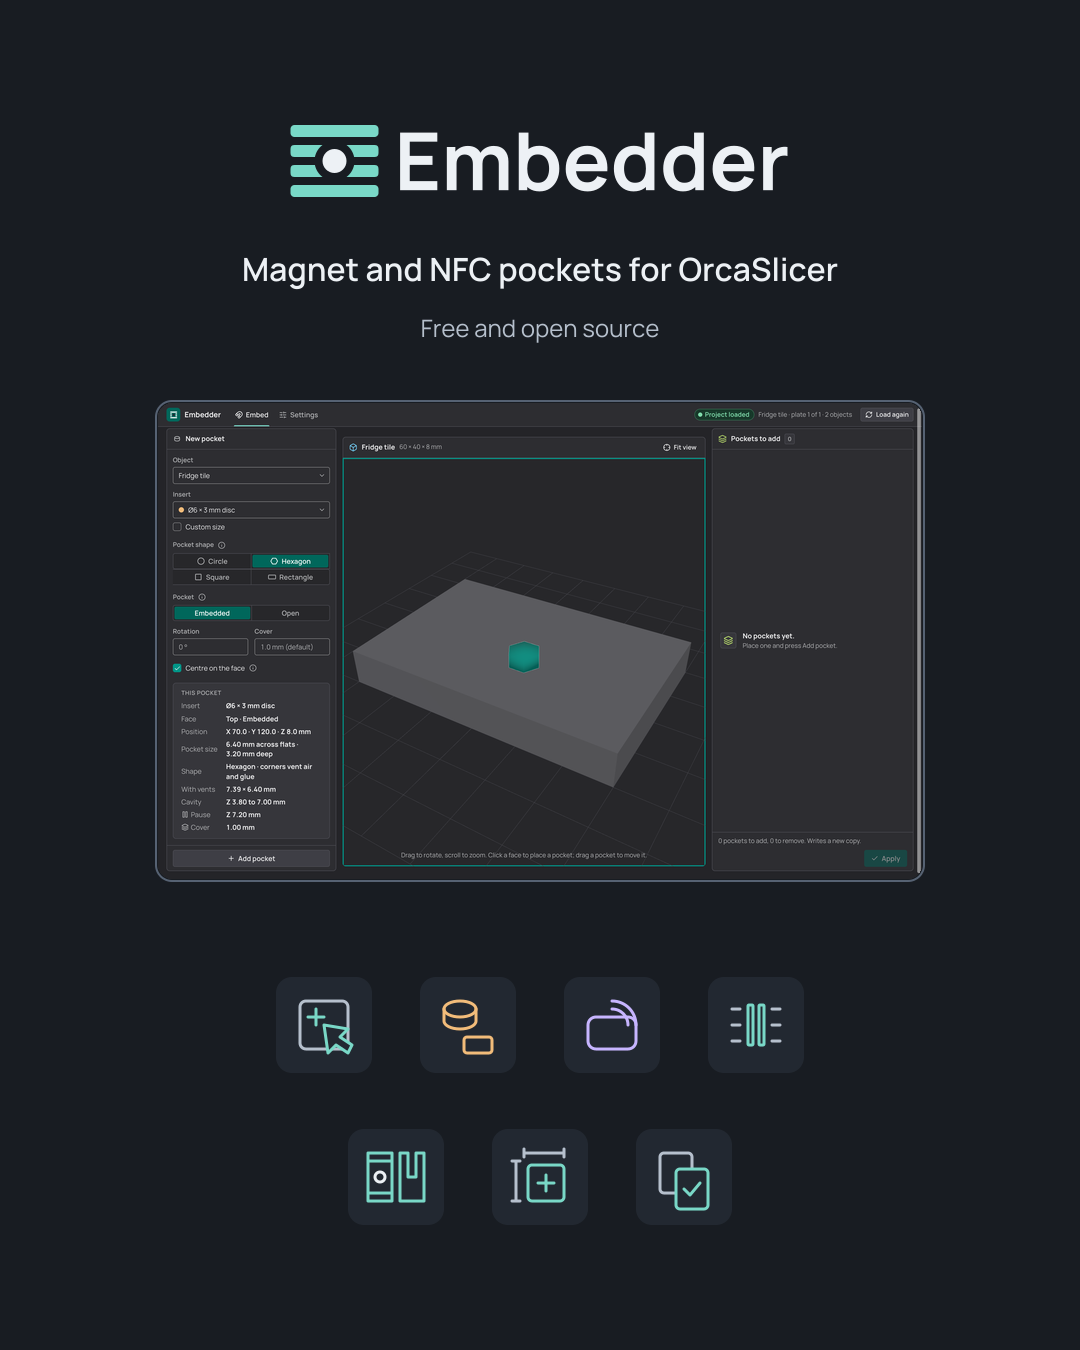 Embedder
Magnet and NFC pockets for OrcaSlicer
Free and open source
Embedder
Embed
Settings
Project loaded
Fridge tile · plate 1 of 1 · 2 objects
Load again
New pocket
Object
Fridge tile
Insert
Ø6 × 3 mm disc
Custom size
Pocket shape
Circle
Hexagon
Square
Rectangle
Pocket
Embedded
Open
Rotation
Cover
0 °
1.0 mm (default)
Centre on the face
THIS POCKET
Insert Ø6 × 3 mm disc
Face Top · Embedded
Position X 70.0 · Y 120.0 · Z 8.0 mm
Pocket size 6.40 mm across flats ·
3.20 mm deep
Shape Hexagon · corners vent air
and glue
With vents 7.39 × 6.40 mm
Cavity Z 3.80 to 7.00 mm
Pause Z 7.20 mm
Cover 1.00 mm
+ Add pocket
Fridge tile 60 × 40 × 8 mm
Fit view
Drag to rotate, scroll to zoom. Click a face to place a pocket; drag a pocket to move it.
Pockets to add 0
No pockets yet.
Place one and press Add pocket.
0 pockets to add, 0 to remove. Writes a new copy.
Apply